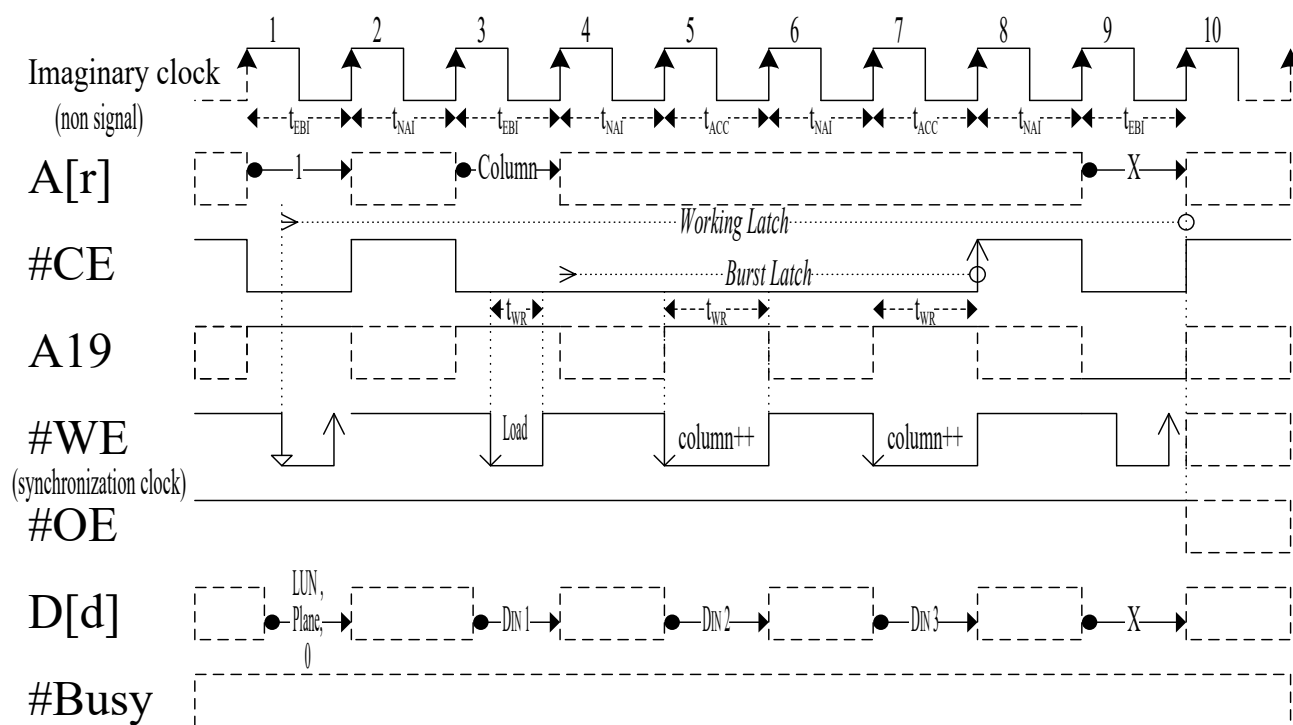 1 2 3 4 5 6 7 8 9 10
Imaginary clock
(non signal)
tEBI tNAI tEBI tNAI tACC tNAI tACC tNAI tEBI
A[r]
1 Column X
Working Latch
#CE
Burst Latch
tWR tWR tWR
A19
#WE
Load column++ column++
(synchronization clock)
#OE
D[d]
LUN,
Plane,
0
DIN 1 DIN 2 DIN 3 X
#Busy